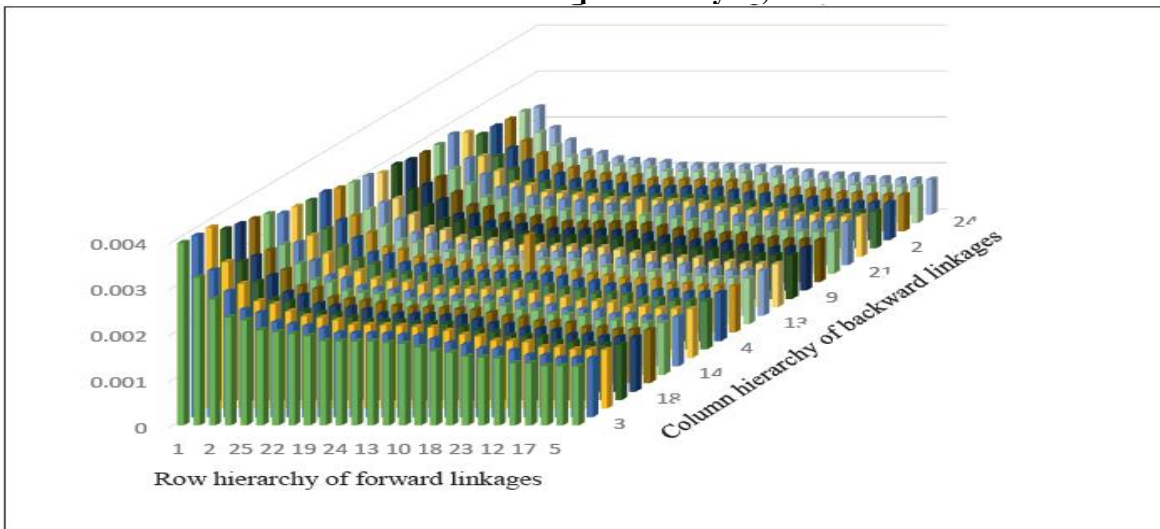 0.004
0.003
0.002
0.001
0
1 2 25 22 19 24 13 10 18 23 12 17 5
Row hierarchy of forward linkages
3 18 14 4 13 9 21 2 24
Column hierarchy of backward linkages